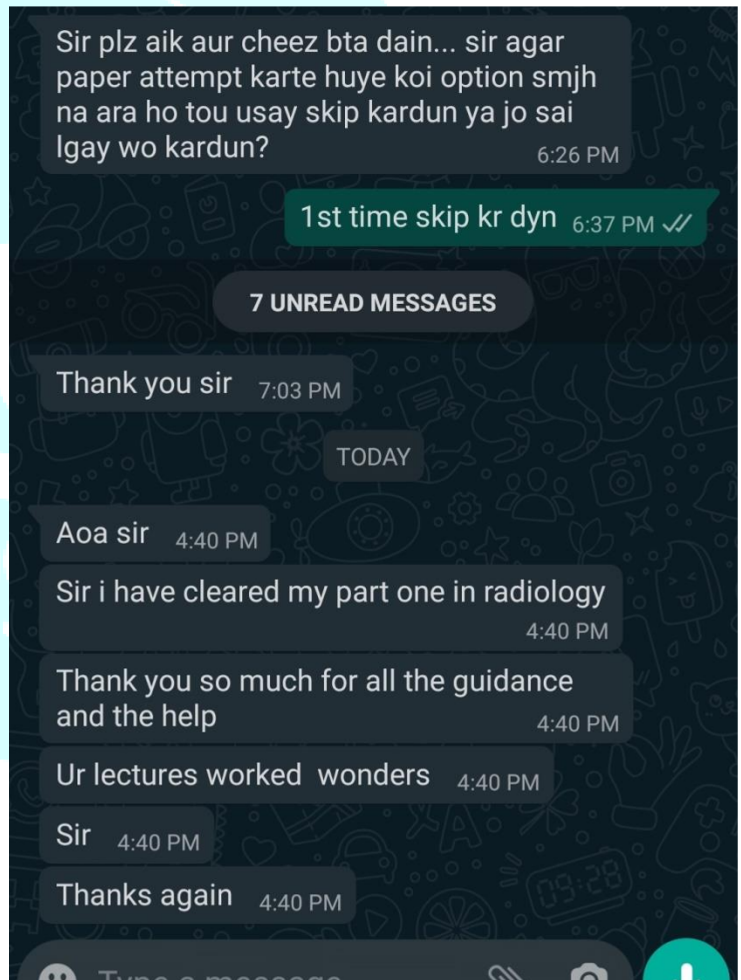 Sir plz aik aur cheez bta dain... sir agar
paper attempt karte huye koi option smjh
na ara ho tou usay skip kardun ya jo sai
lgay wo kardun?
6:26 PM
1st time skip kr dyn 6:37 PM
7 UNREAD MESSAGES
Thank you sir 7:03 PM
TODAY
Aoa sir 4:40 PM
Sir i have cleared my part one in radiology
4:40 PM
Thank you so much for all the guidance
and the help 4:40 PM
Ur lectures worked wonders 4:40 PM
Sir 4:40 PM
Thanks again 4:40 PM
Type a message